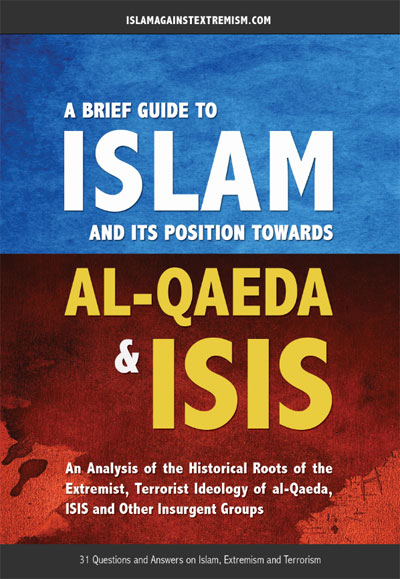 ISLAMAGAINSTEXTREMISM.COM
A BRIEF GUIDE TO
ISLAM
AND ITS POSITION TOWARDS
AL-QAEDA
& ISIS
An Analysis of the Historical Roots of the
Extremist, Terrorist Ideology of al-Qaeda,
ISIS and Other Insurgent Groups
31 Questions and Answers on Islam, Extremism and Terrorism